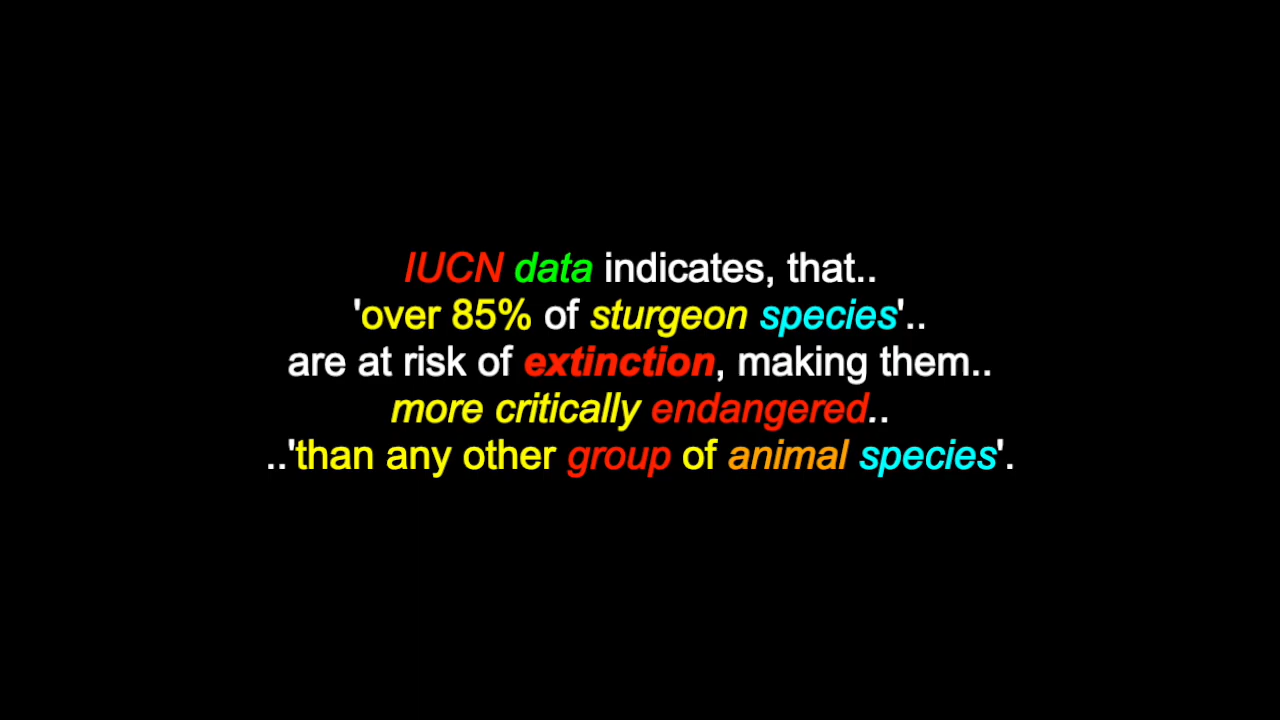 IUCN data indicates, that..
'over 85% of sturgeon species'..
are at risk of extinction, making them..
more critically endangered..
..'than any other group of animal species'.